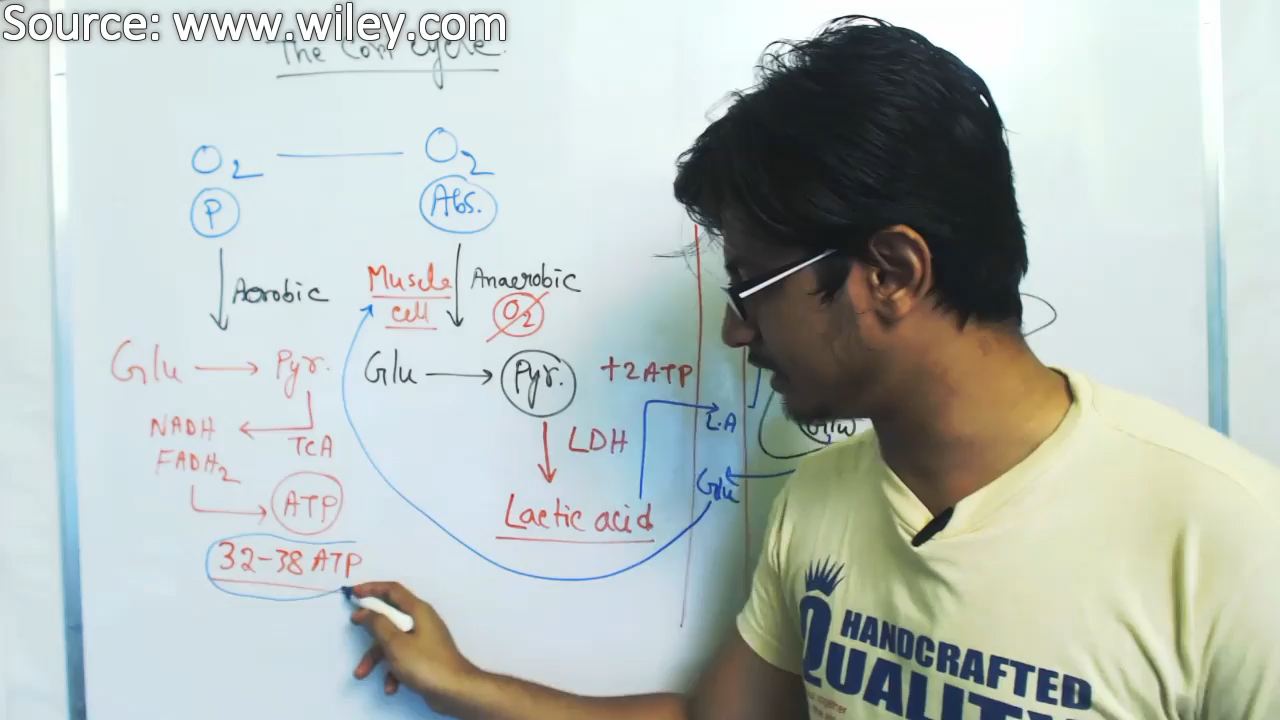 Source: www.wiley.com
The Cori cycle
O2 O2
P Abs.
Aerobic
Muscle
cell
Anaerobic
O2
Glu Pyr.
Glu Pyr. +2ATP
NADH
FADH2
TCA
LDH
L.A
Glu
Glu
ATP
Lactic acid
32-38 ATP
HANDCRAFTED
QUALITY